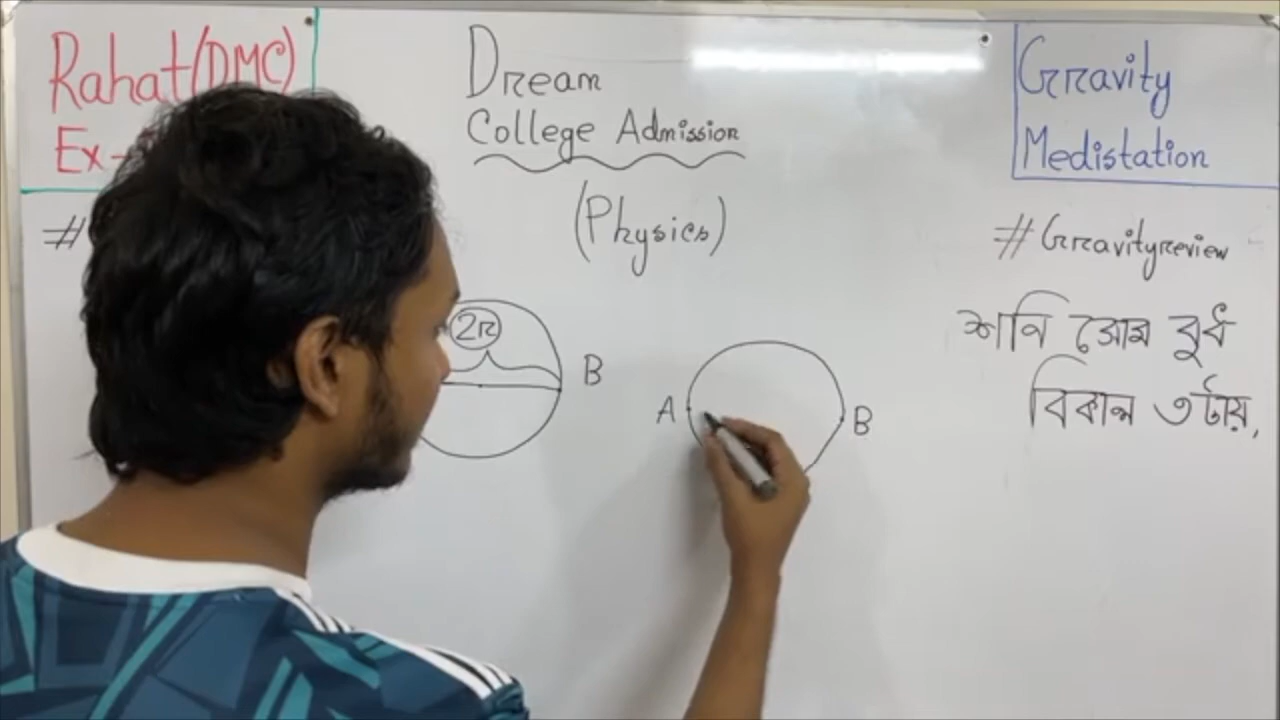 Rahat (DMC)
Ex-
Dream
College Admission
(Physics)
Gravity
Medistation
#
#Gravityreview
শনি সোম বুধ
বিকাল ৩টায়,
2r
B
A
B